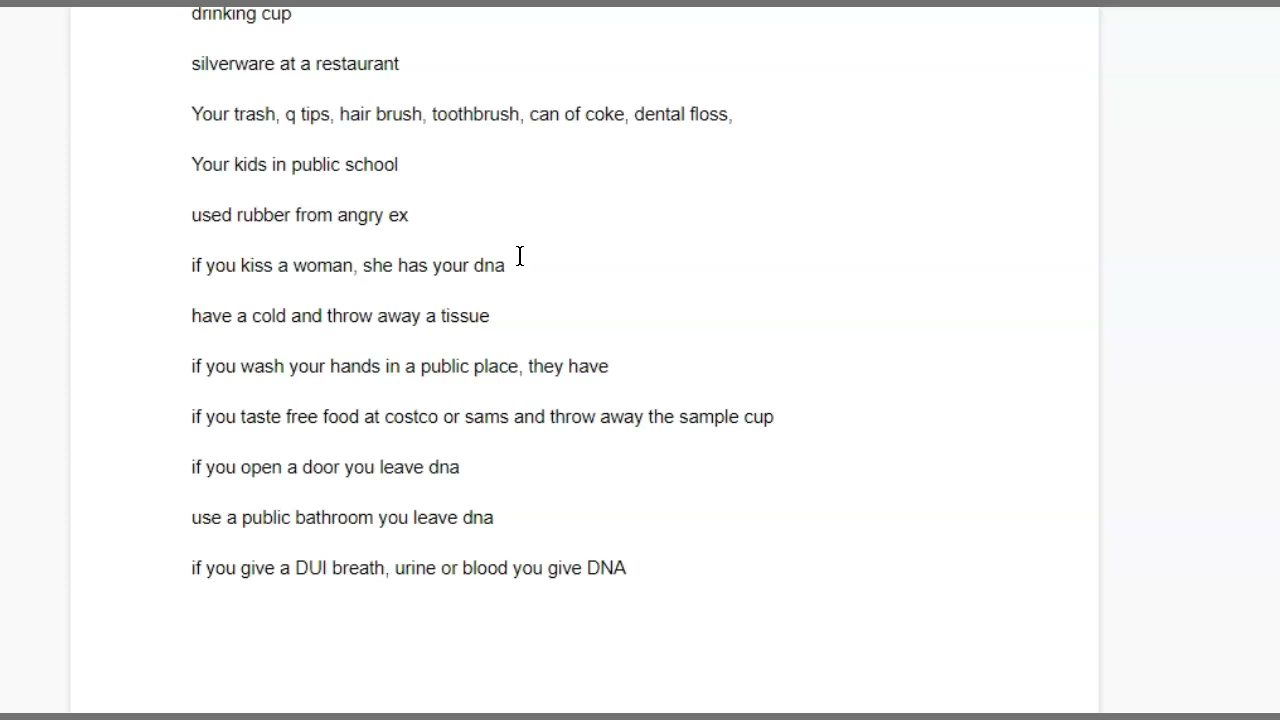 drinking cup
silverware at a restaurant
Your trash, q tips, hair brush, toothbrush, can of coke, dental floss,
Your kids in public school
used rubber from angry ex
if you kiss a woman, she has your dna
have a cold and throw away a tissue
if you wash your hands in a public place, they have
if you taste free food at costco or sams and throw away the sample cup
if you open a door you leave dna
use a public bathroom you leave dna
if you give a DUI breath, urine or blood you give DNA